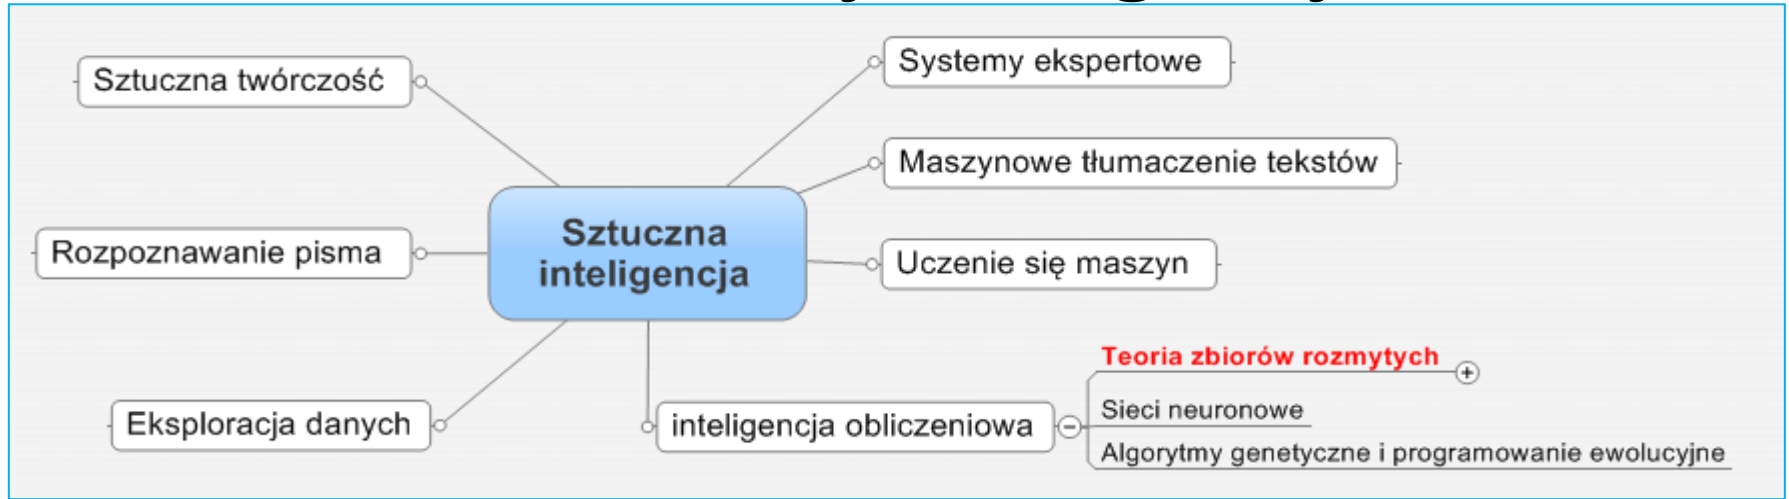 Sztuczna twórczość
Systemy ekspertowe
Maszynowe tłumaczenie tekstów
Sztuczna
inteligencja
Rozpoznawanie pisma
Uczenie się maszyn
Teoria zbiorów rozmytych
Eksploracja danych
inteligencja obliczeniowa
Sieci neuronowe
Algorytmy genetyczne i programowanie ewolucyjne